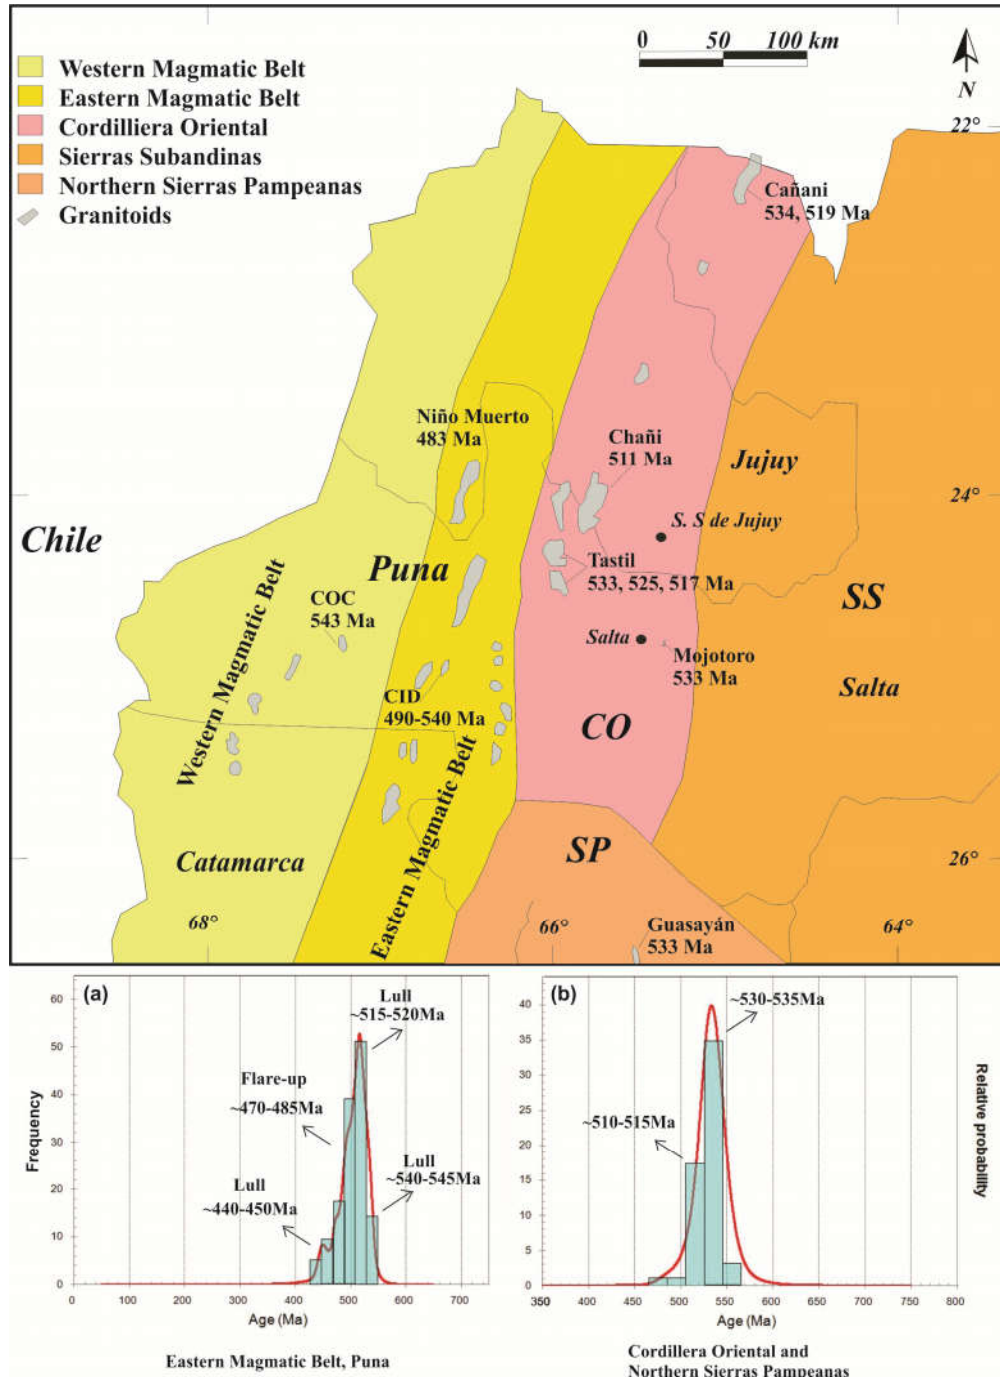 Western Magmatic Belt
Eastern Magmatic Belt
Cordilliera Oriental
Sierras Subandinas
Northern Sierras Pampeanas
Granitoids
0 50 100 km
N
22°
Cañani
534, 519 Ma
Niño Muerto
483 Ma
Chañi
511 Ma
Jujuy
24°
Chile
S. S de Jujuy
Puna
Tastil
533, 525, 517 Ma
SS
COC
543 Ma
Salta
Mojotoro
533 Ma
Salta
Western Magmatic Belt
CID
490-540 Ma
CO
Eastern Magmatic Belt
SP
Catamarca
26°
68°
66°
Guasayán
533 Ma
64°
(a)
Lull
~515-520Ma
Flare-up
~470-485Ma
Lull
~540-545Ma
Lull
~440-450Ma
Frequency
60
50
40
30
20
10
0
0 100 200 300 400 500 600 700
Age (Ma)
Eastern Magmatic Belt, Puna
(b)
~530-535Ma
~510-515Ma
40
35
30
25
20
15
10
5
0
Relative probability
350 400 450 500 550 600 650 700 750 800
Age (Ma)
Cordillera Oriental and
Northern Sierras Pampeanas